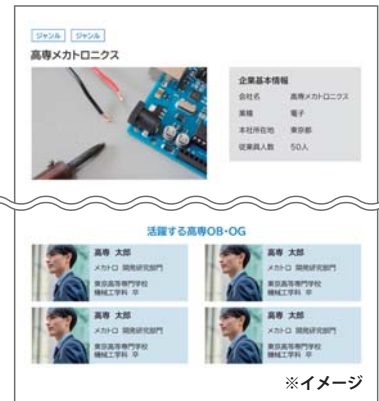 ジャンル ジャンル
高専メカトロニクス
企業基本情報
会社名 高専メカトロニクス
業種 電子
本社所在地 東京都
従業員人数 50人
活躍する高専OB・OG
高専 太郎
メカトロ 開発研究部門
東京高等専門学校
機械工学科 卒
高専 太郎
メカトロ 開発研究部門
東京高等専門学校
機械工学科 卒
高専 太郎
メカトロ 開発研究部門
東京高等専門学校
機械工学科 卒
高専 太郎
メカトロ 開発研究部門
東京高等専門学校
機械工学科 卒
※イメージ